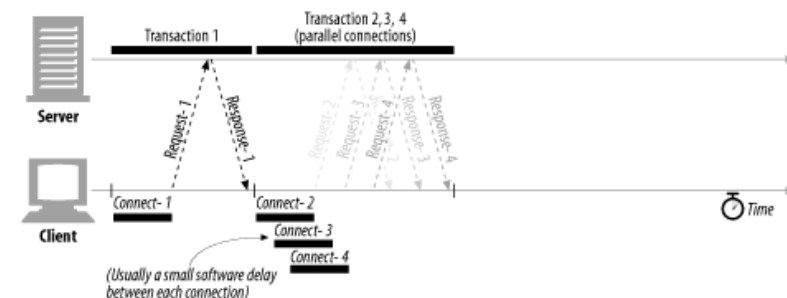 Transaction 2, 3, 4
(parallel connections)
Transaction 1
Server
Request- 1
Response- 1
Request- 2
Request- 3
Request- 4
2
Response- 3
Response- 4
Client
Connect- 1
Connect- 2
Connect- 3
Connect- 4
Time
(Usually a small software delay
between each connection)